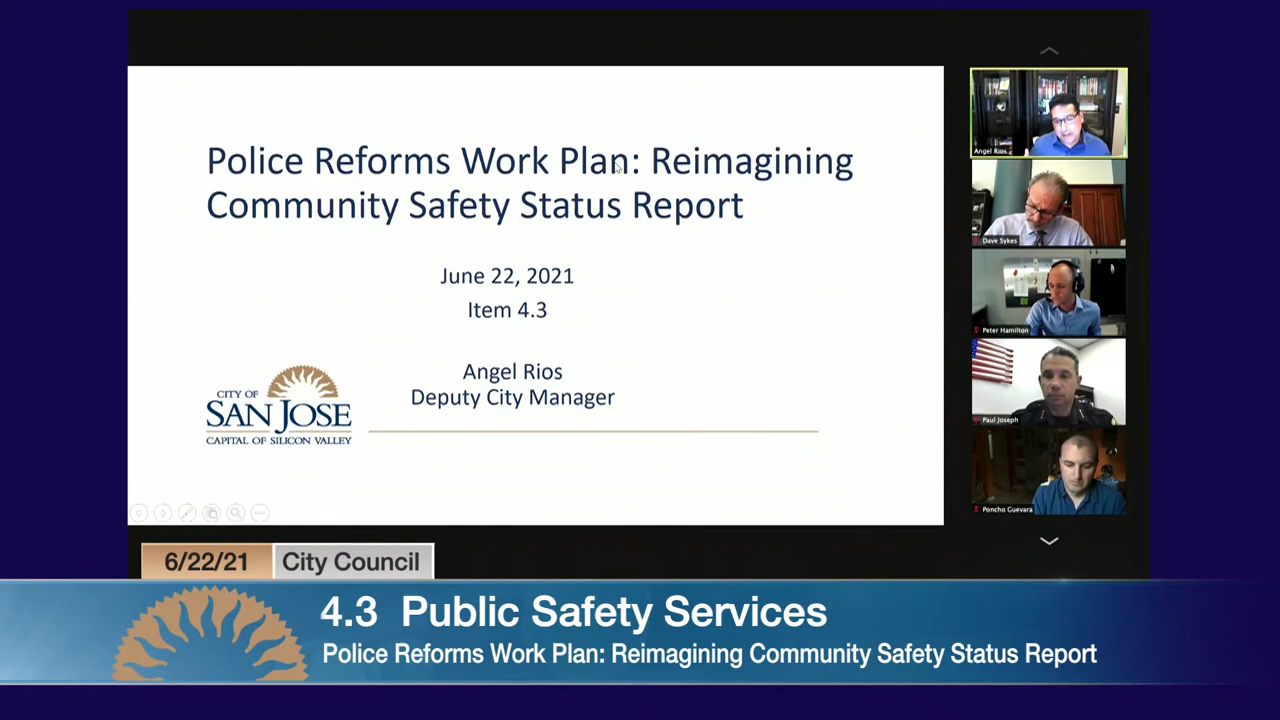 Police Reforms Work Plan: Reimagining
Community Safety Status Report
June 22, 2021
Item 4.3
Angel Rios
Deputy City Manager
CITY OF
SAN JOSE
CAPITAL OF SILICON VALLEY
Angel Rios
Dave Sykes
Peter Hamilton
Paul Joseph
Poncho Guevara
6/22/21 City Council
4.3 Public Safety Services
Police Reforms Work Plan: Reimagining Community Safety Status Report